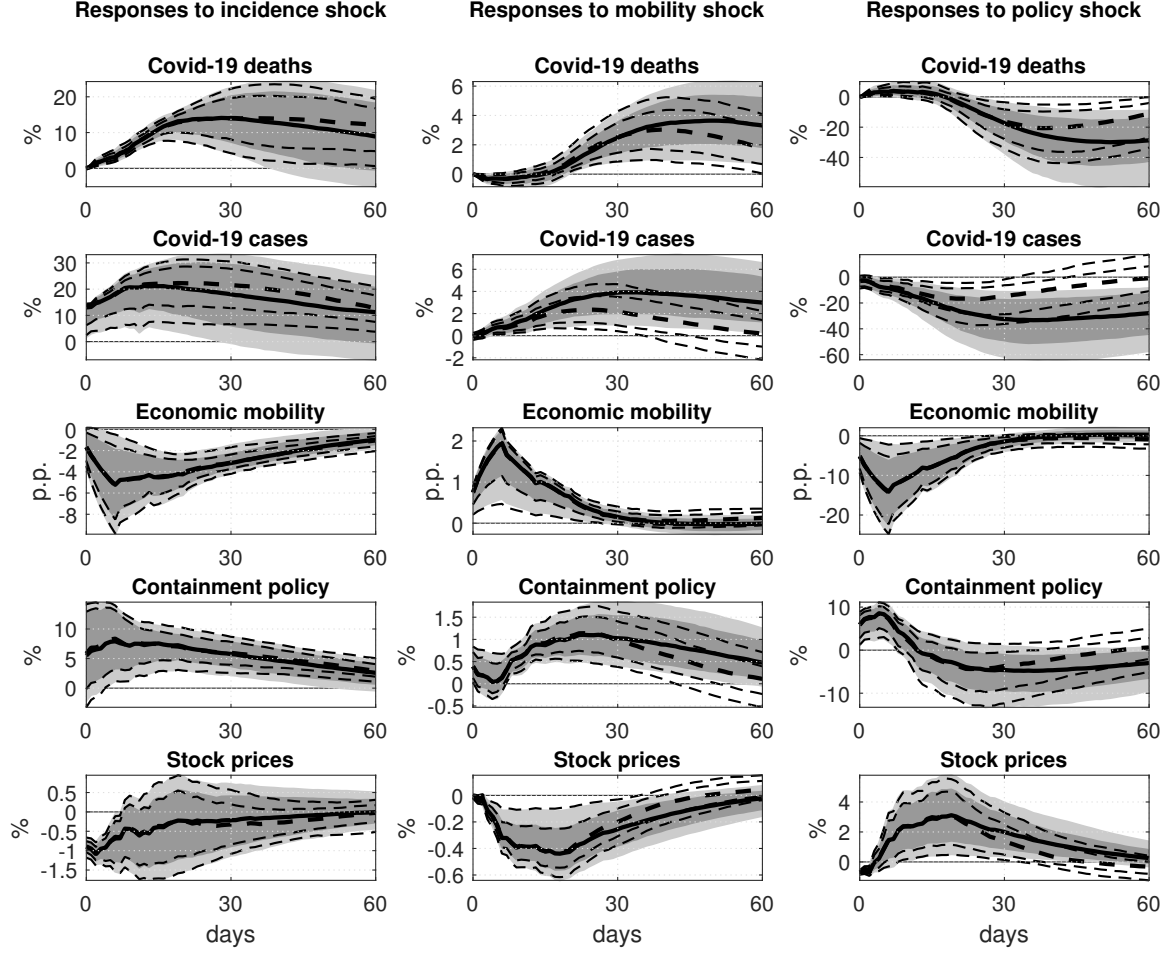 Responses to incidence shock Responses to mobility shock Responses to policy shock
Covid-19 deaths Covid-19 deaths Covid-19 deaths
% 20 10 0 % 6 4 2 0 % 0 -20 -40
0 30 60 0 30 60 0 30 60
Covid-19 cases Covid-19 cases Covid-19 cases
% 30 20 10 0 % 6 4 2 0 -2 % 0 -20 -40 -60
0 30 60 0 30 60 0 30 60
Economic mobility Economic mobility Economic mobility
p.p. 0 -2 -4 -6 -8 p.p. 2 1 0 p.p. 0 -10 -20
0 30 60 0 30 60 0 30 60
Containment policy Containment policy Containment policy
% 10 5 0 % 1.5 1 0.5 0 -0.5 % 10 0 -10
0 30 60 0 30 60 0 30 60
Stock prices Stock prices Stock prices
% 0.5 0 -0.5 -1 -1.5 % 0 -0.2 -0.4 -0.6 % 4 2 0
0 30 60 0 30 60 0 30 60
days days days